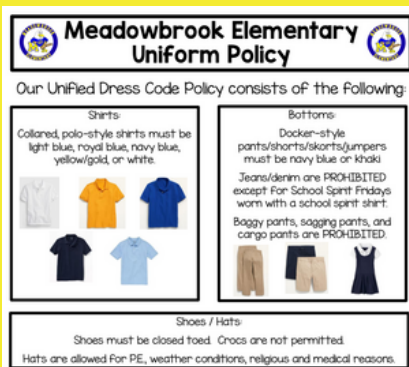 Meadowbrook Elementary
Uniform Policy
Our Unified Dress Code Policy consists of the following:
Shirts:
Collared, polo-style shirts must be
light blue, royal blue, navy blue,
yellow/gold, or white.
Bottoms:
Docker-style
pants/shorts/skorts/jumpers
must be navy blue or khaki
Jeans/denim are PROHIBITED
except for School Spirit Fridays
worn with a school spirit shirt.
Baggy pants, sagging pants, and
cargo pants are PROHIBITED.
Shoes / Hats:
Shoes must be closed toed. Crocs are not permitted.
Hats are allowed for P.E., weather conditions, religious and medical reasons.